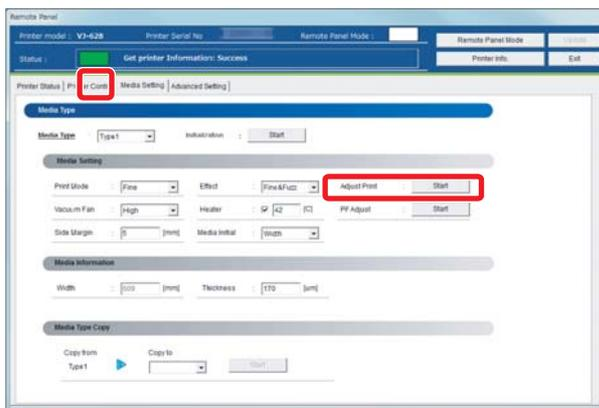 Remote Panel
Printer model : VJ-628 Printer Serial No Remote Panel Mode :
Remote Panel Mode
Status : Get printer Information: Success
Printer Info. Exit
Printer Status Pr er Contr Media Setting Advanced Setting
Media Type
Media Type : Type1 Initialization : Start
Media Setting
Print Mode : Fine Effect : Fine&Fuzz Adjust Print : Start
Vacuum Fan : High Heater : 42 [C] PF Adjust : Start
Side Margin : 5 [mm] Media Initial : Width
Media Information
Width : 609 [mm] Thickness : 170 [um]
Media Type Copy
Copy from Copy to
Type1 Start